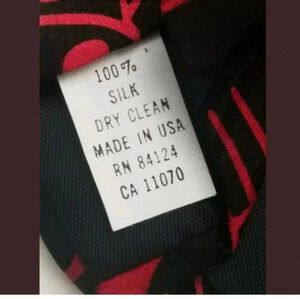 100%
SILK
DRY CLEAN
MADE IN USA
RN 84124
CA 11070